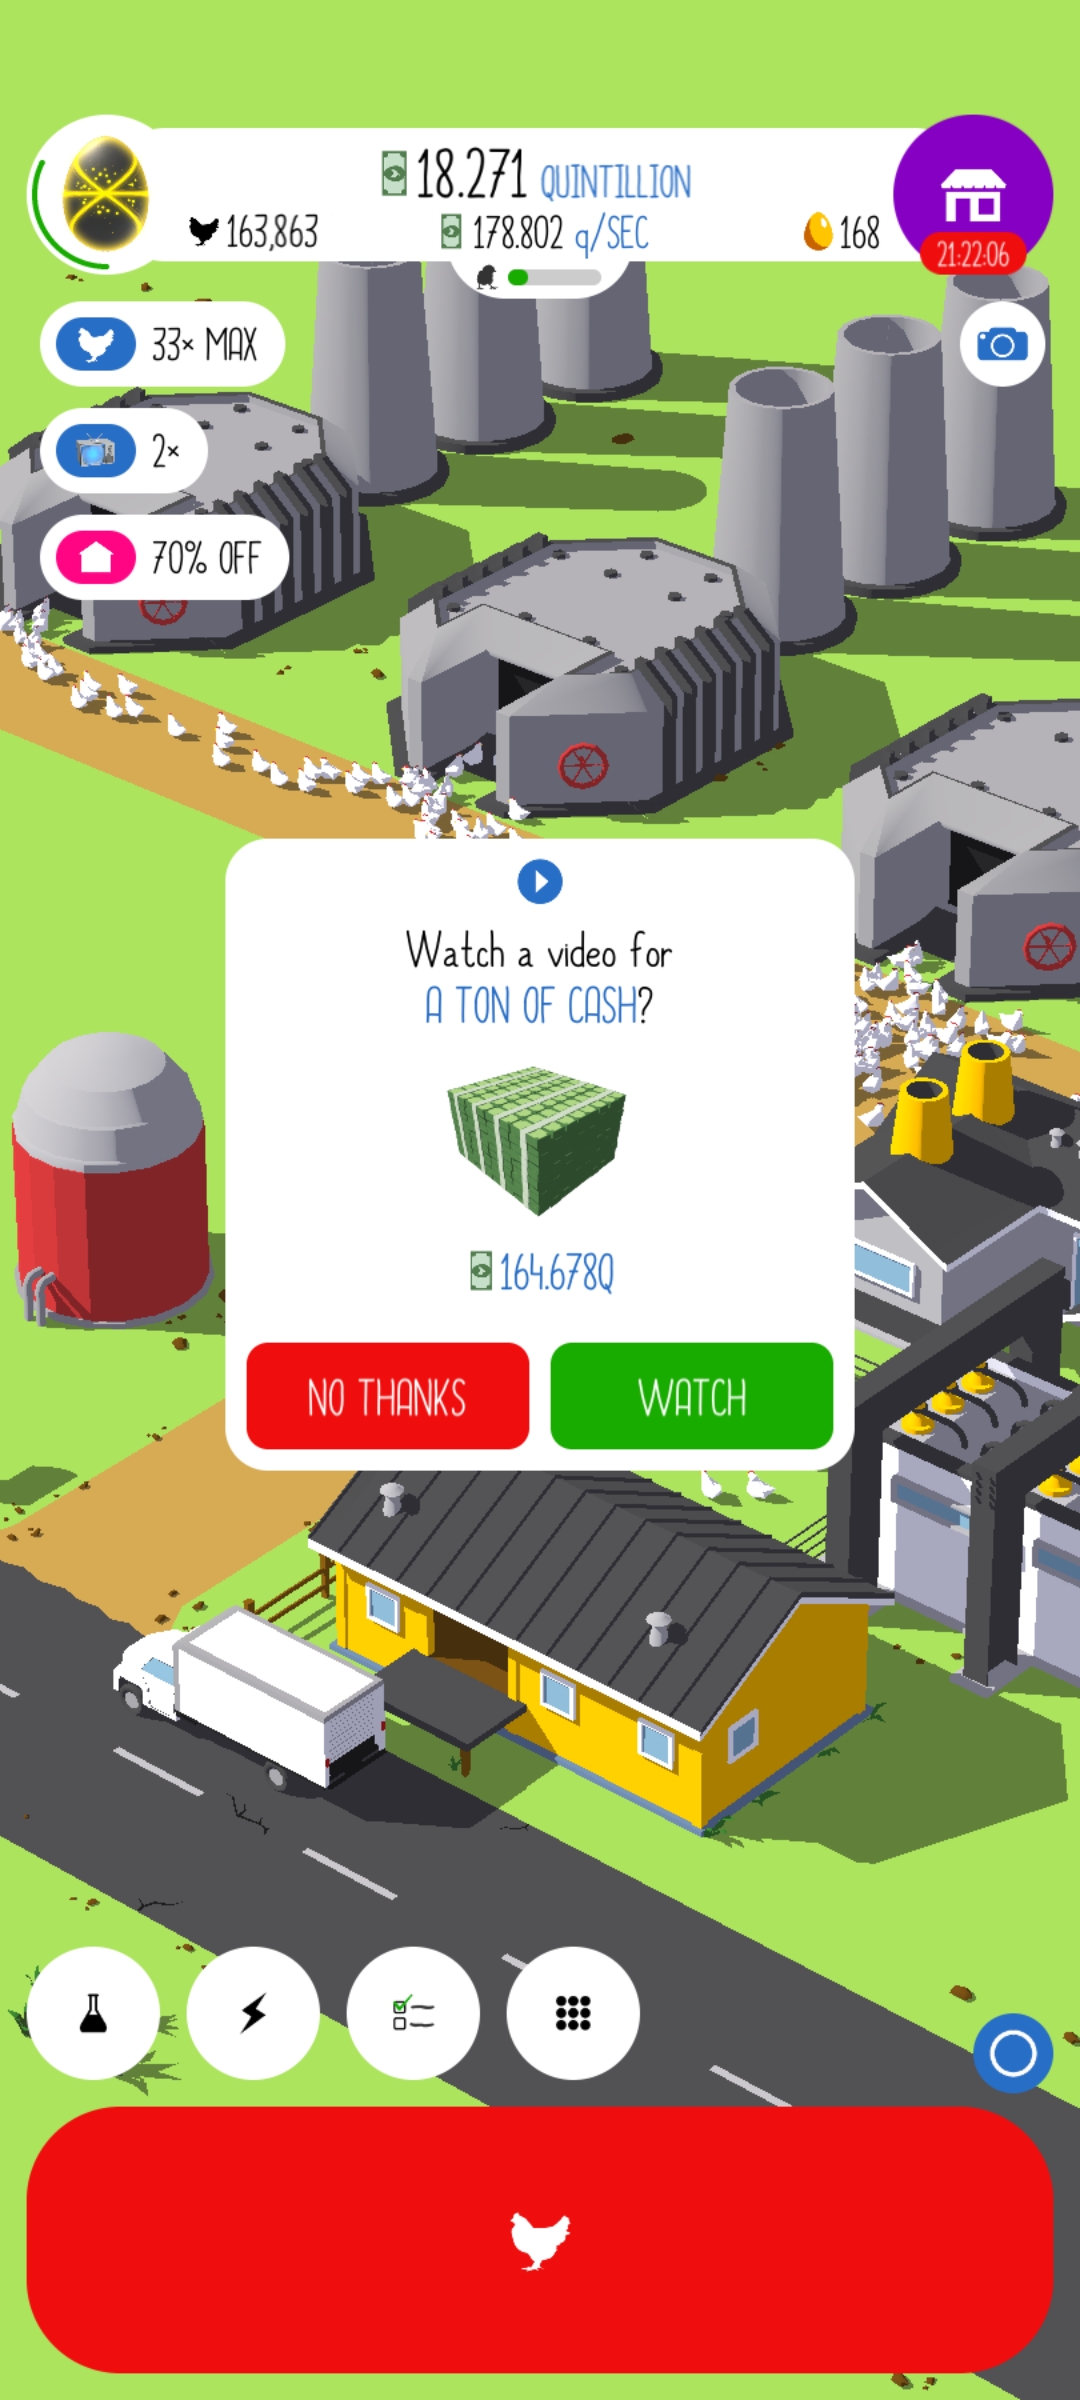 18.271 QUINTILLION
163,863
178.802 q/SEC
168
21:22:06
33× MAX
2×
70% OFF
Watch a video for
A TON OF CASH?
164.678Q
NO THANKS
WATCH